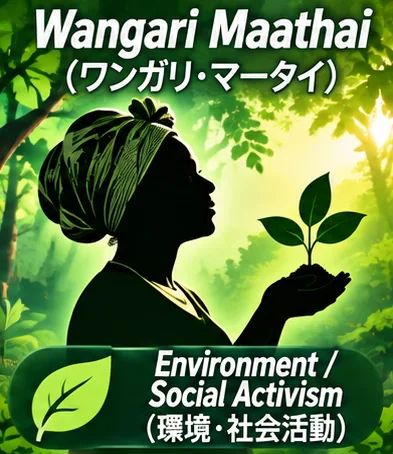 Wangari Maathai
(ワンガリ・マータイ)
Environment /
Social Activism
(環境・社会活動)